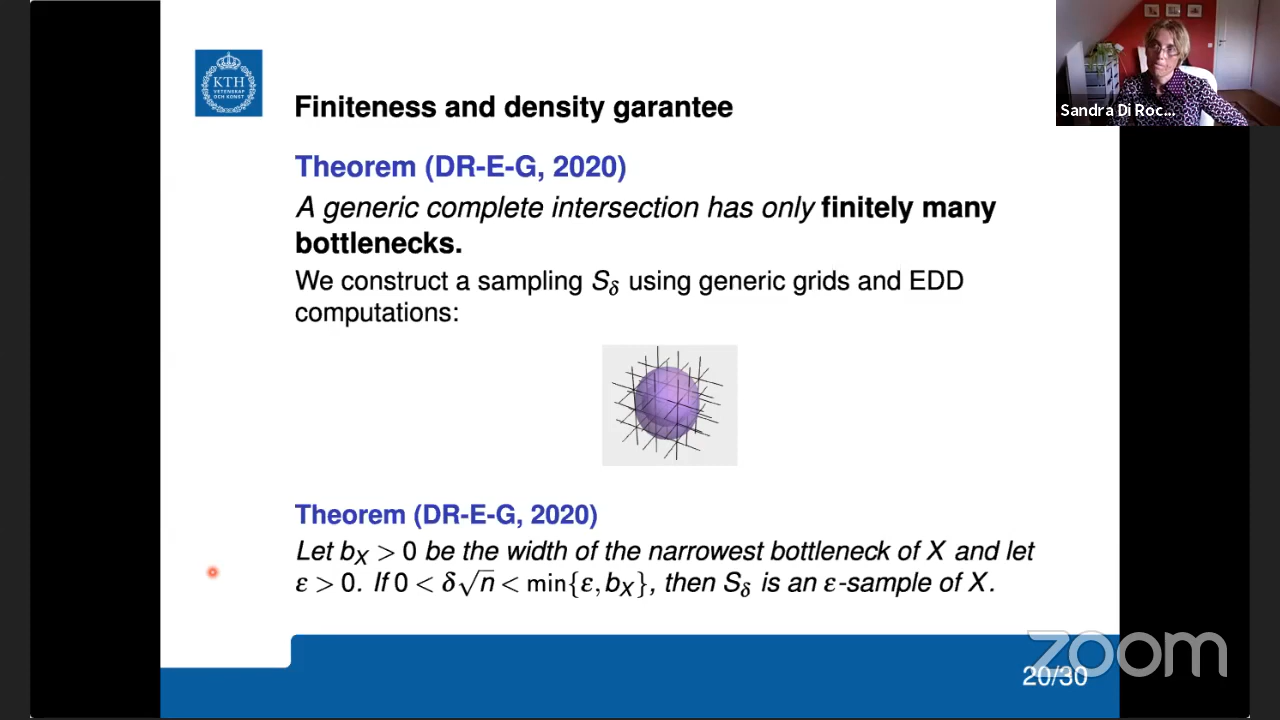 KTH
VETENSKAP
OCH KONST
Finiteness and density garantee
Theorem (DR-E-G, 2020)
A generic complete intersection has only finitely many
bottlenecks.
We construct a sampling S_δ using generic grids and EDD
computations:
Theorem (DR-E-G, 2020)
Let b_X > 0 be the width of the narrowest bottleneck of X and let
ε > 0. If 0 < δ√n < min{ε, b_X}, then S_δ is an ε-sample of X.
20/30
Sandra Di Roc...
zoom